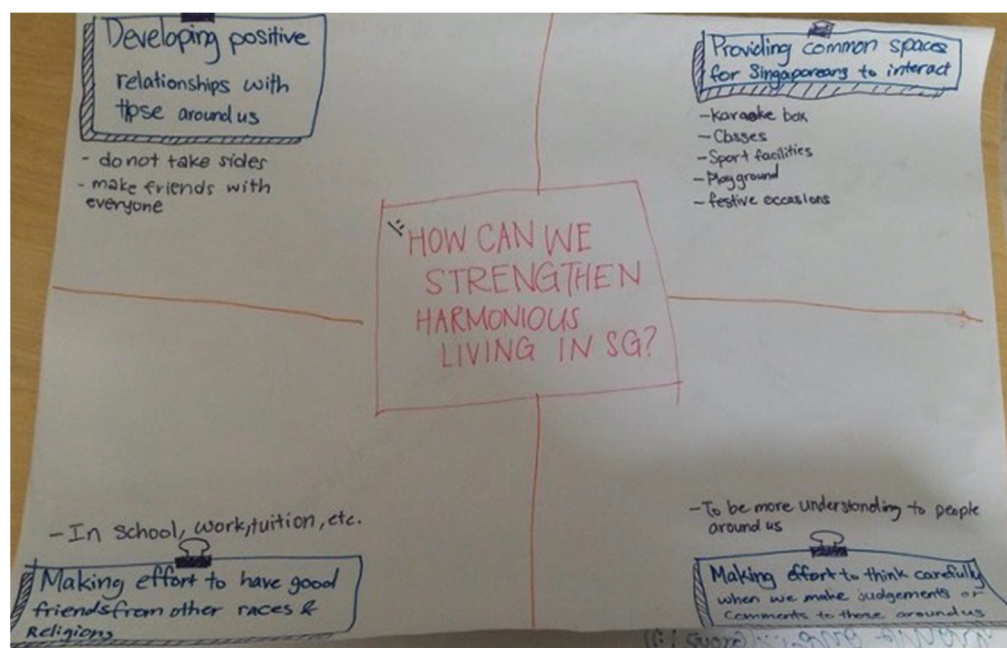 Developing positive
relationships with
those around us
- do not take sides
- make friends with
everyone
Providing common spaces
for Singaporeans to interact
- Karaoke box
- Classes
- Sport facilities
- Playground
- festive occasions
HOW CAN WE
STRENGTHEN
HARMONIOUS
LIVING IN SG?
- In school, work, tuition, etc.
Making effort to have good
friends from other races &
Religions
- To be more understanding to people
around us
Making effort to think carefully
when we make judgements or
Comments to those around us